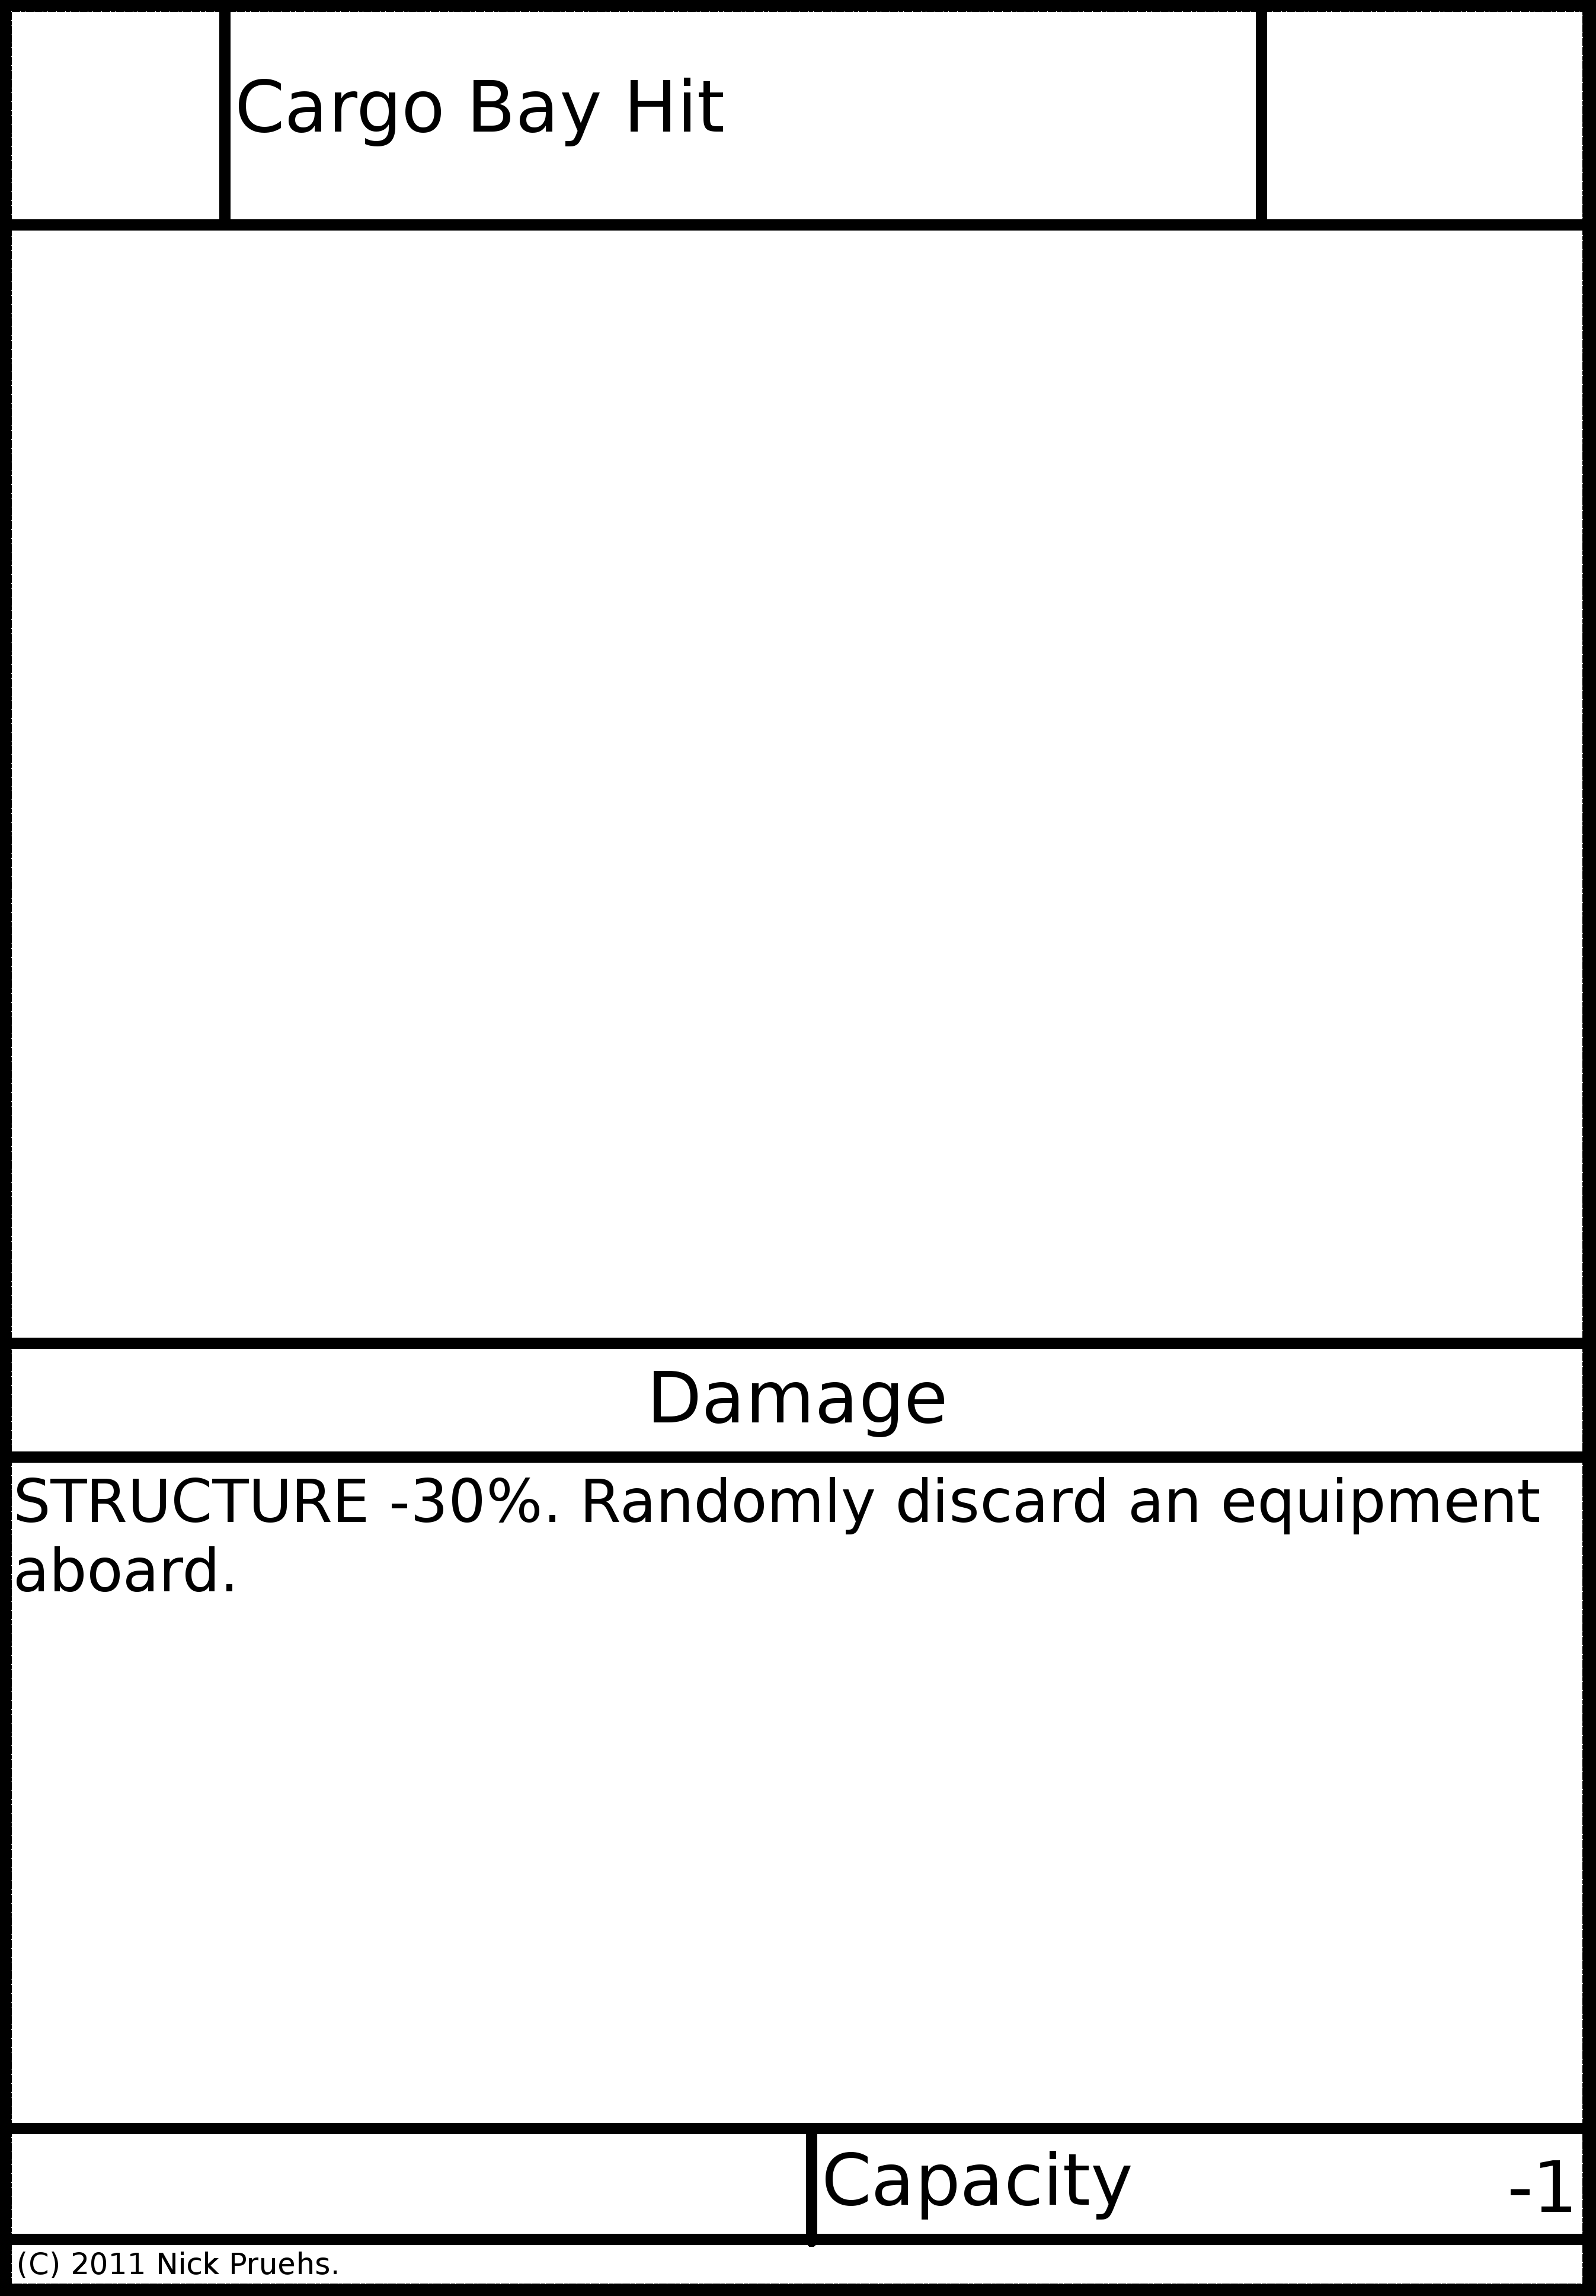 Cargo Bay Hit
Damage
STRUCTURE -30%. Randomly discard an equipment
aboard.
Capacity -1
(C) 2011 Nick Pruehs.